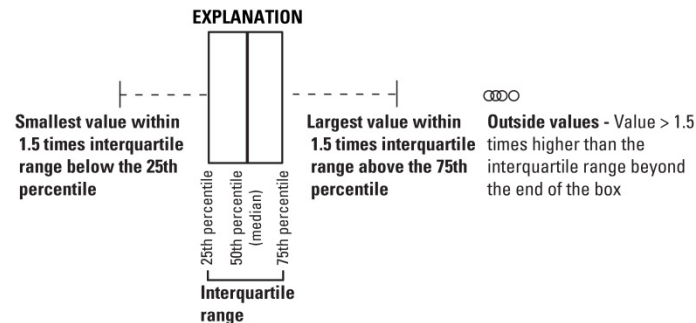 EXPLANATION
Smallest value within
1.5 times interquartile
range below the 25th
percentile
Largest value within
1.5 times interquartile
range above the 75th
percentile
Outside values - Value > 1.5
times higher than the
interquartile range beyond
the end of the box
25th percentile
50th percentile
(median)
75th percentile
Interquartile
range